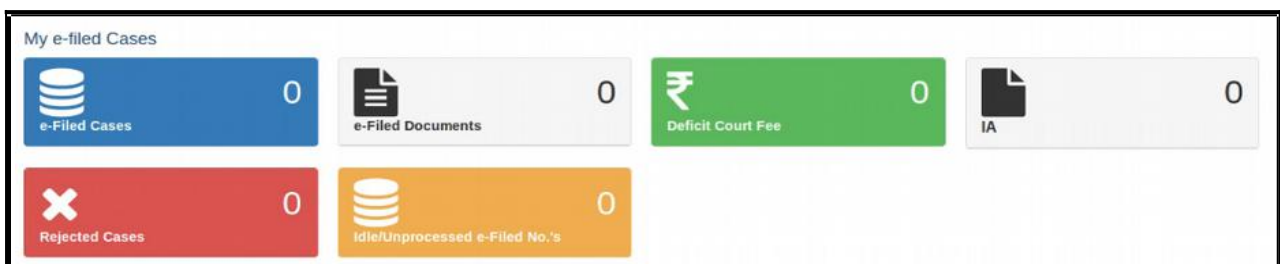 My e-filed Cases
0
e-Filed Cases
0
e-Filed Documents
₹ 0
Deficit Court Fee
0
IA
0
Rejected Cases
0
Idle/Unprocessed e-Filed No.'s